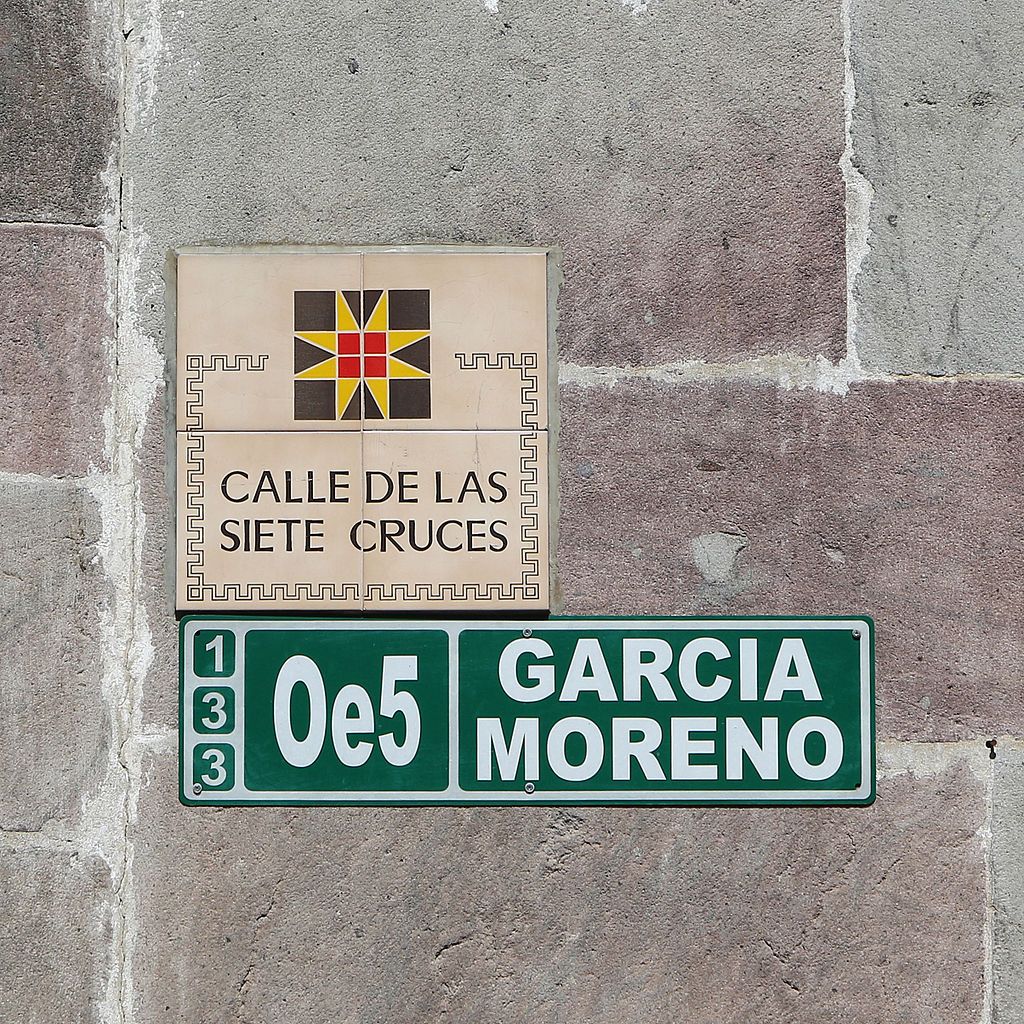 CALLE DE LAS
SIETE CRUCES
1
3
3
Oe5
GARCIA
MORENO